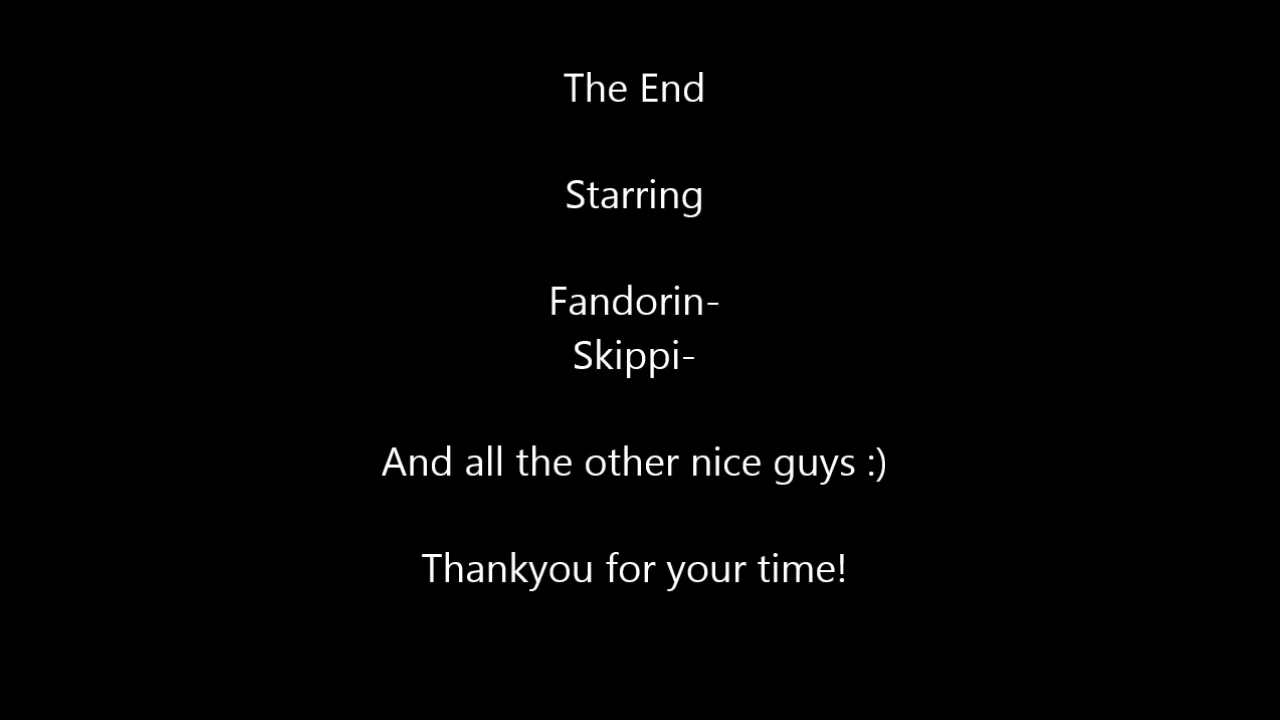 The End
Starring
Fandorin-
Skippi-
And all the other nice guys :)
Thankyou for your time!